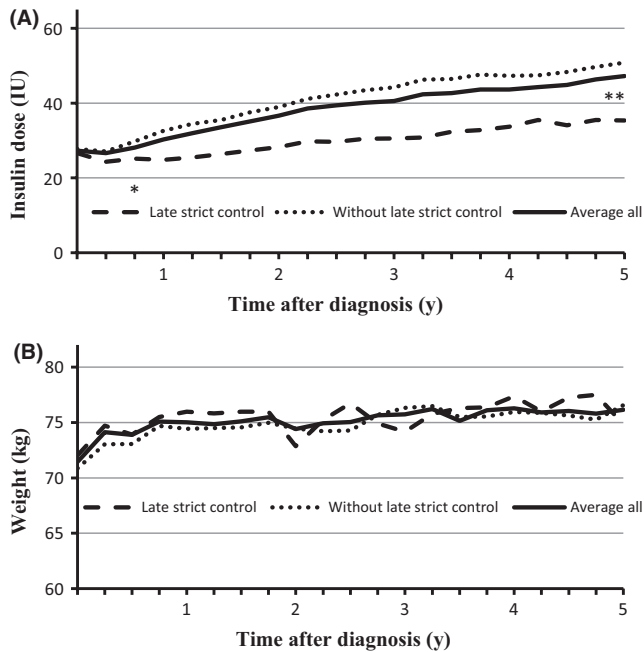 (A)
60
40
20
0
Insulin dose (IU)
**
*
Late strict control Without late strict control Average all
1 2 3 4 5
Time after diagnosis (y)
(B)
80
75
70
65
60
Weight (kg)
Late strict control Without late strict control Average all
1 2 3 4 5
Time after diagnosis (y)